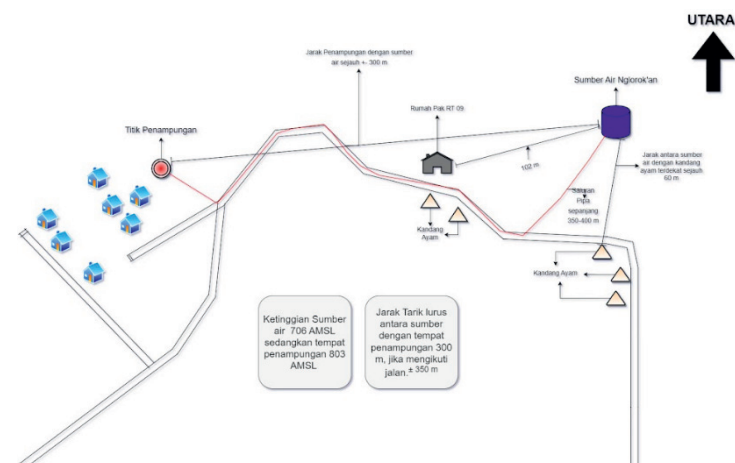 UTARA
Jarak Penampungan dengan sumber
air sejauh +- 300 m
Sumber Air Ngiorok'an
Rumah Pak RT 09
Titik Penampungan
102 m
Jarak antara sumber
air dengan kandang
ayam terdekat sejauh
60 m.
Saluran
Pipa
sepanjang
350-400 m
Kandang
Ayam
Kandang Ayam
Ketinggian Sumber
air 706 AMSL
sedangkan tempat
penampungan 803
AMSL
Jarak Tarik lurus
antara sumber
dengan tempat
penampungan 300
m, jika mengikuti
jalan.± 350 m